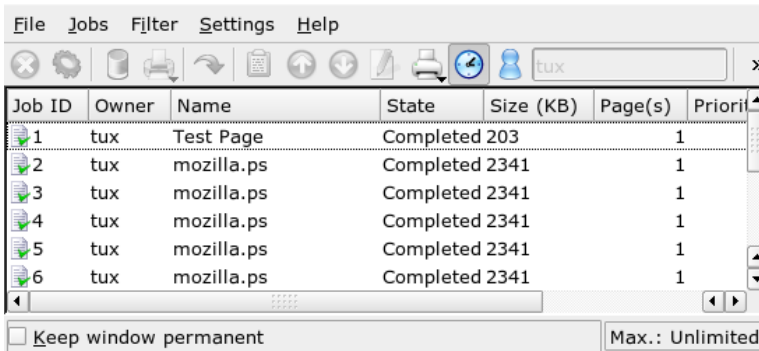 File Jobs Filter Settings Help
tux »
Job ID Owner Name State Size (KB) Page(s) Priorit
1 tux Test Page Completed 203 1
2 tux mozilla.ps Completed 2341 1
3 tux mozilla.ps Completed 2341 1
4 tux mozilla.ps Completed 2341 1
5 tux mozilla.ps Completed 2341 1
6 tux mozilla.ps Completed 2341 1
Keep window permanent Max.: Unlimited